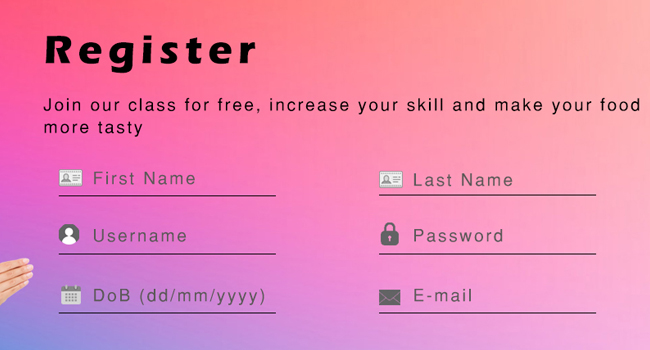 Register
Join our class for free, increase your skill and make your food
more tasty
First Name
Last Name
Username
Password
DoB (dd/mm/yyyy)
E-mail